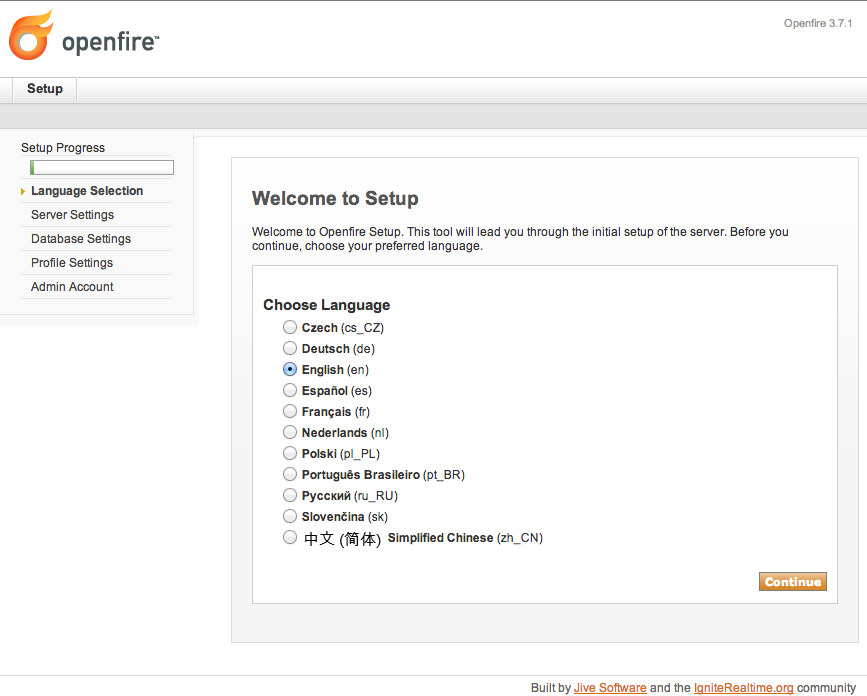 openfire™
Openfire 3.7.1
Setup
Setup Progress
Language Selection
Server Settings
Database Settings
Profile Settings
Admin Account
Welcome to Setup
Welcome to Openfire Setup. This tool will lead you through the initial setup of the server. Before you
continue, choose your preferred language.
Choose Language
Czech (cs_CZ)
Deutsch (de)
English (en)
Español (es)
Français (fr)
Nederlands (nl)
Polski (pl_PL)
Português Brasileiro (pt_BR)
Русский (ru_RU)
Slovenčina (sk)
中文 (简体) Simplified Chinese (zh_CN)
Continue
Built by Jive Software and the IgniteRealtime.org community